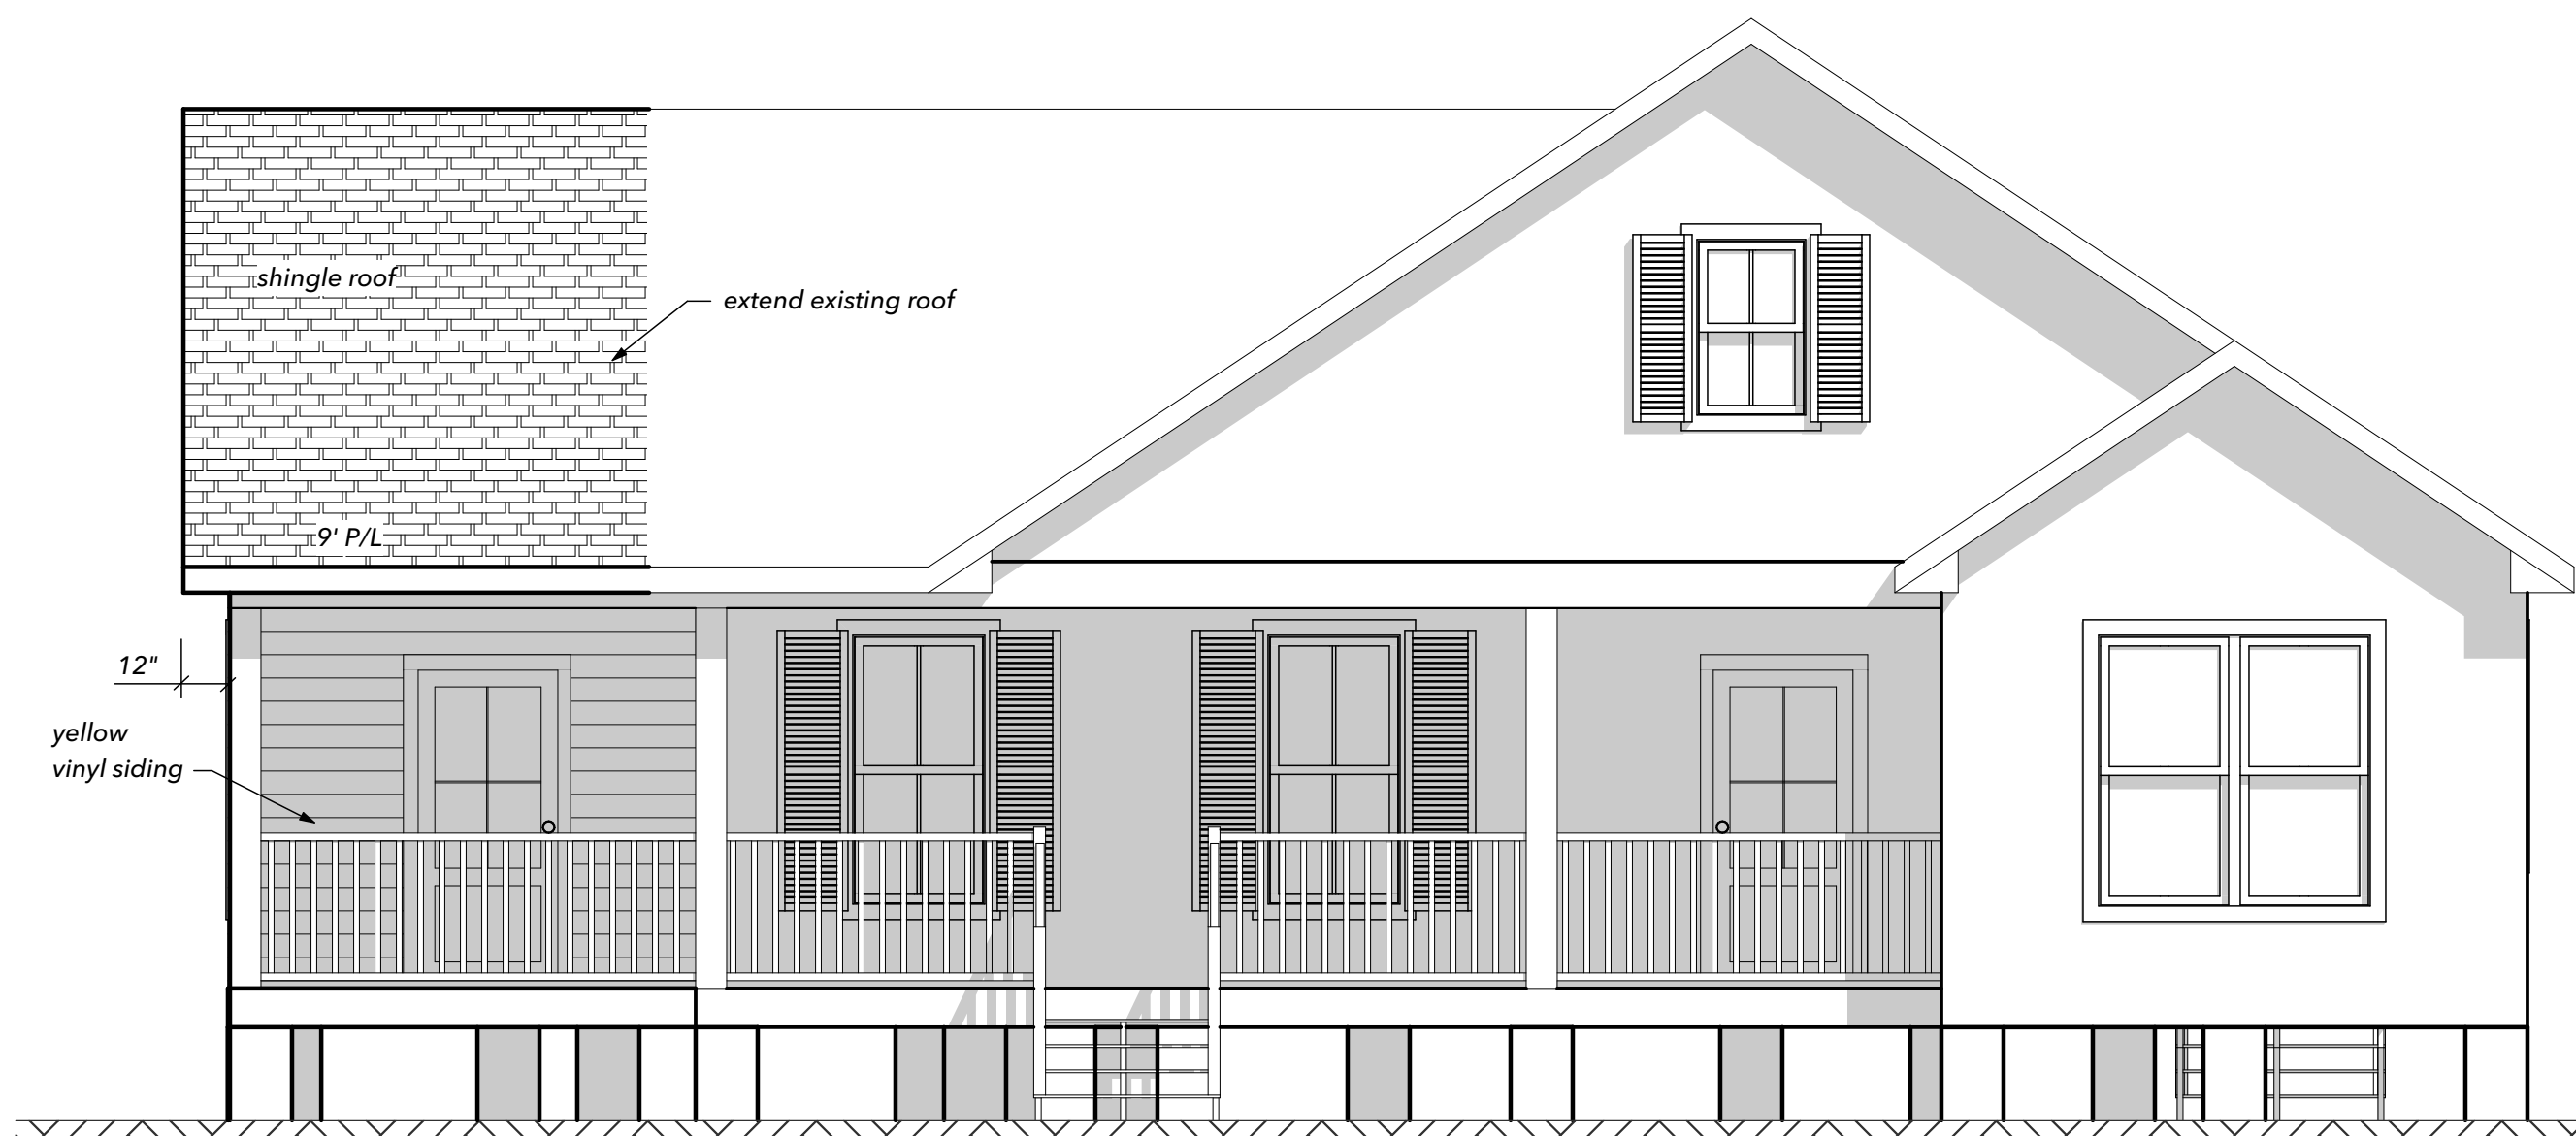 shingle roof
extend existing roof
9' P/L
12"
yellow
vinyl siding